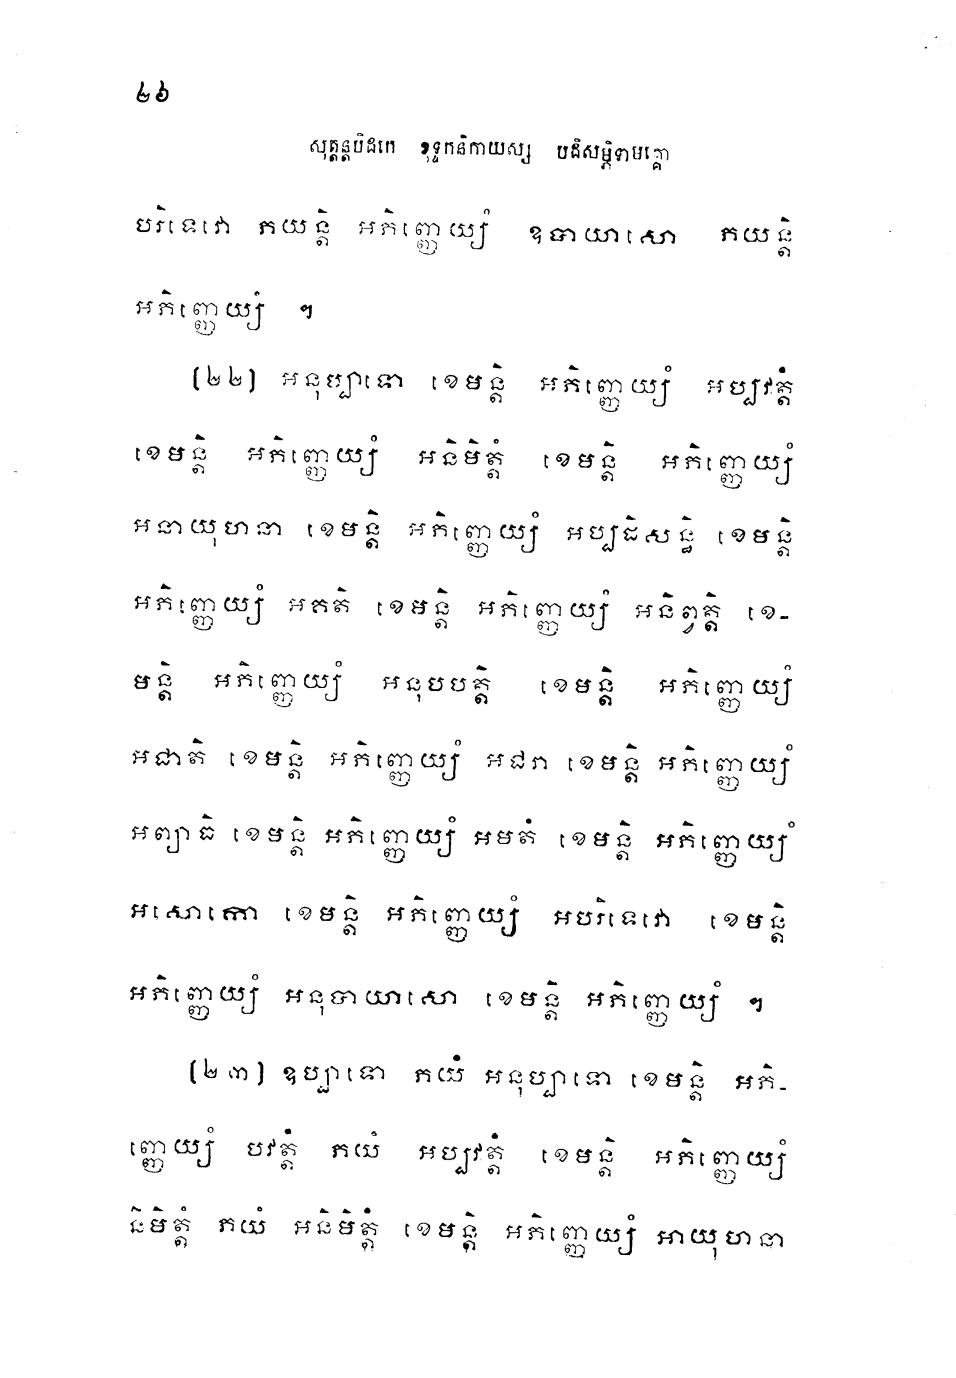 ២៦
សុត្តន្តបិដកេ ខុទ្ទកនិកាយស្ស បដិសម្ភិទាមគ្គោ
បរិទេវោ ភយន្តិ អភិញ្ញេយ្យំ ឧបាយាសោ ភយន្តិ
អភិញ្ញេយ្យំ ។
(២២) អនុប្បាទោ ខេមន្តិ អភិញ្ញេយ្យំ អប្បវត្តំ
ខេមន្តិ អភិញ្ញេយ្យំ អនិមិត្តំ ខេមន្តិ អភិញ្ញេយ្យំ
អនាយុហនា ខេមន្តិ អភិញ្ញេយ្យំ អប្បដិសន្ធិ ខេមន្តិ
អភិញ្ញេយ្យំ អគតិ ខេមន្តិ អភិញ្ញេយ្យំ អនិព្វត្តិ ខេ-
មន្តិ អភិញ្ញេយ្យំ អនុបបត្តិ ខេមន្តិ អភិញ្ញេយ្យំ
អជាតិ ខេមន្តិ អភិញ្ញេយ្យំ អជរា ខេមន្តិ អភិញ្ញេយ្យំ
អព្យាធិ ខេមន្តិ អភិញ្ញេយ្យំ អមតំ ខេមន្តិ អភិញ្ញេយ្យំ
អសោកោ ខេមន្តិ អភិញ្ញេយ្យំ អបរិទេវោ ខេមន្តិ
អភិញ្ញេយ្យំ អនុបាយាសោ ខេមន្តិ អភិញ្ញេយ្យំ ។
(២៣) ឧប្បាទោ ភយំ អនុប្បាទោ ខេមន្តិ អភិ-
ញ្ញេយ្យំ បវត្តំ ភយំ អប្បវត្តំ ខេមន្តិ អភិញ្ញេយ្យំ
និមិត្តំ ភយំ អនិមិត្តំ ខេមន្តិ អភិញ្ញេយ្យំ អាយុហនា